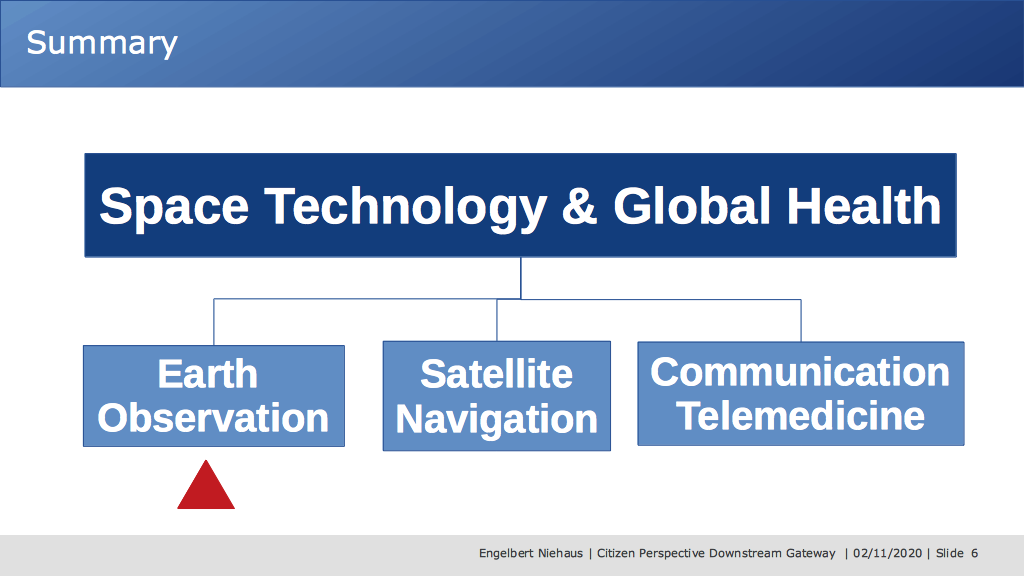 Summary
Space Technology & Global Health
Earth
Observation
Satellite
Navigation
Communication
Telemedicine
Engelbert Niehaus | Citizen Perspective Downstream Gateway | 02/11/2020 | Slide 6